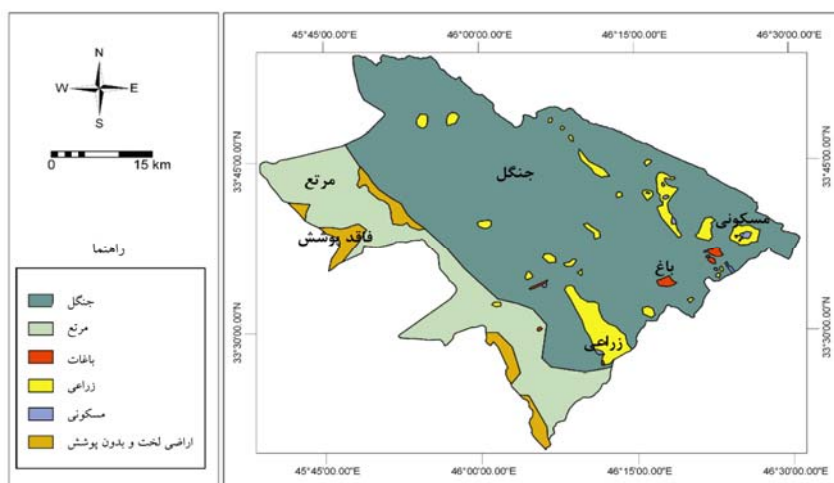 N
W E
S
0 15 km
راهنما
جنگل
مرتع
باغات
زراعی
مسکونی
اراضی لخت و بدون پوشش
45°45'00.00"E 46°00'00.00"E 46°15'00.00"E 46°30'00.00"E
33°45'00.00"N
33°30'00.00"N
مرتع
فاقد پوشش
جنگل
مسکونی
باغ
زراعی
33°45'00.00"N
33°30'00.00"N
45°45'00.00"E 46°00'00.00"E 46°15'00.00"E 46°30'00.00"E